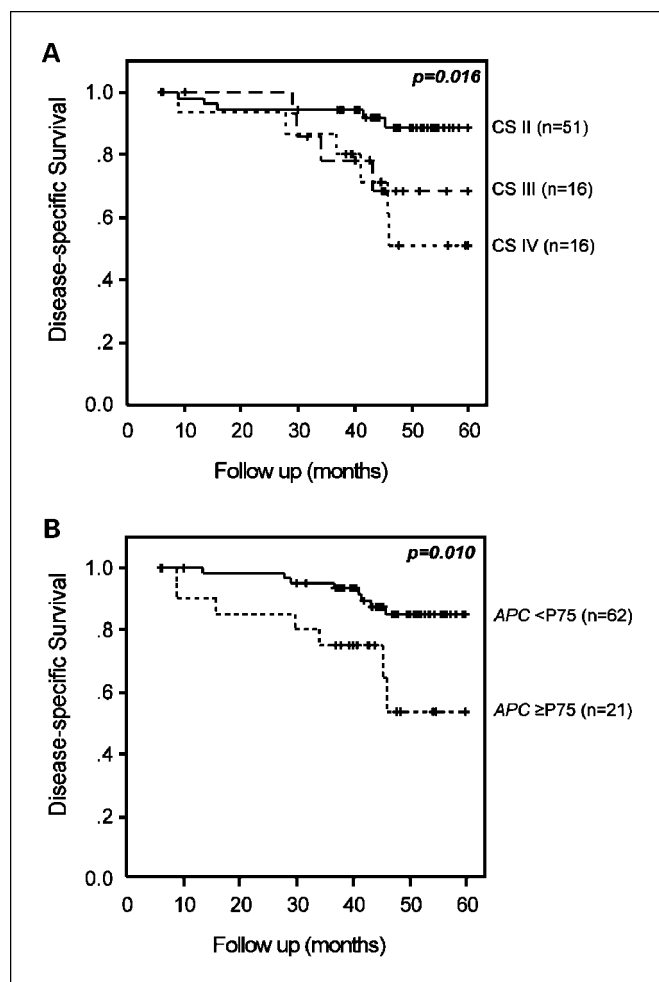 A
p=0.016
Disease-specific Survival
1.0
.8
.6
.4
.2
0.0
CS II (n=51)
CS III (n=16)
CS IV (n=16)
0 10 20 30 40 50 60
Follow up (months)
B
p=0.010
Disease-specific Survival
1.0
.8
.6
.4
.2
0.0
APC <P75 (n=62)
APC ≥P75 (n=21)
0 10 20 30 40 50 60
Follow up (months)